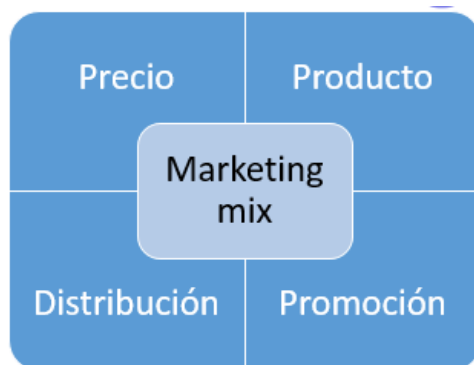 Precio
Producto
Marketing
mix
Distribución
Promoción